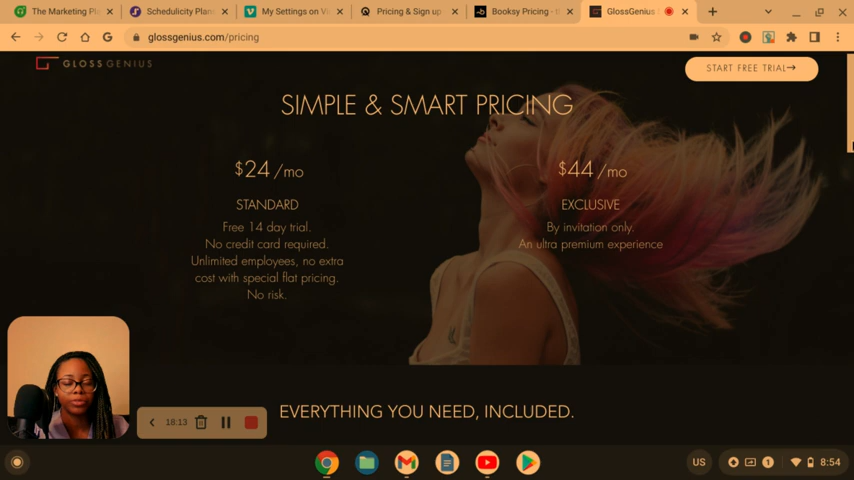 The Marketing Pl
Schedulicity Plan
My Settings on V
Pricing & Sign up
Booksy Pricing - t
GlossGenius
glossgenius.com/pricing
GLOSS GENIUS
START FREE TRIAL→
SIMPLE & SMART PRICING
$24 /mo
$44 /mo
STANDARD
EXCLUSIVE
Free 14 day trial.
By invitation only.
No credit card required.
An ultra premium experience
Unlimited employees, no extra
cost with special flat pricing.
No risk.
18:13
EVERYTHING YOU NEED, INCLUDED.
US
1
8:54